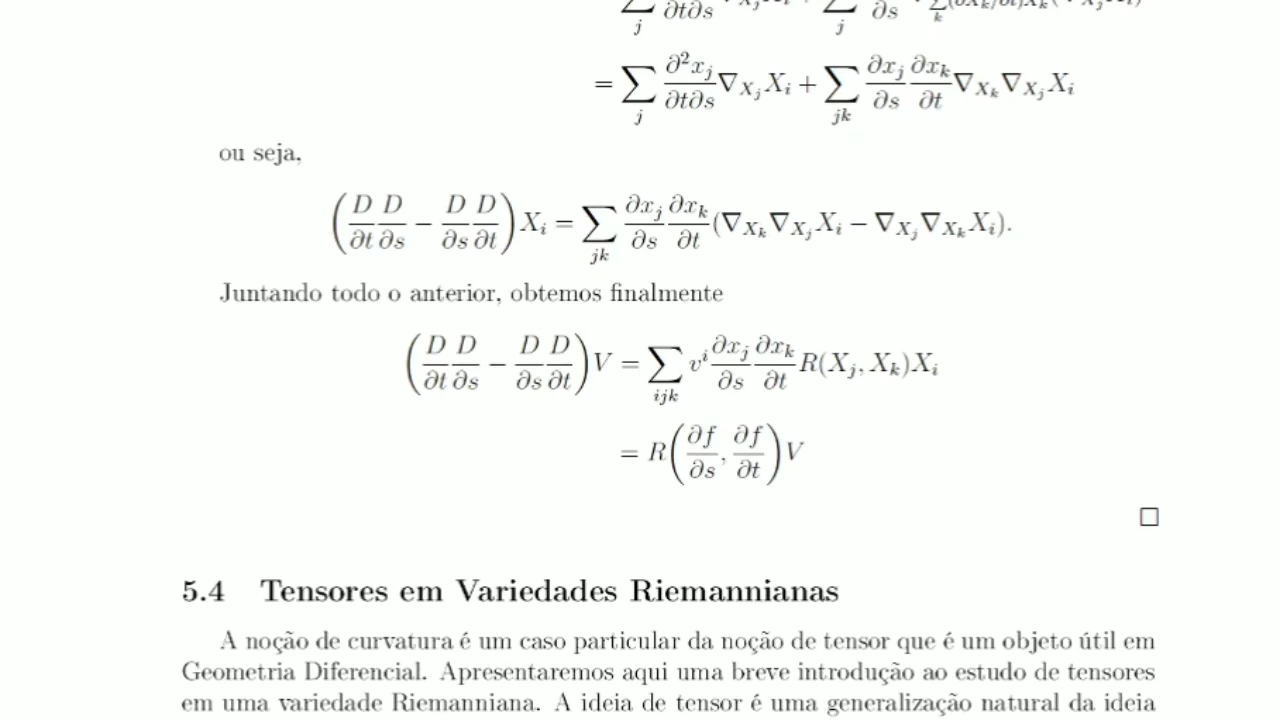 = ∑_j ∂²x_j/∂t∂s ∇_{X_j} X_i + ∑_{jk} ∂x_j/∂s ∂x_k/∂t ∇_{X_k} ∇_{X_j} X_i
ou seja,
(D/∂t D/∂s − D/∂s D/∂t) X_i = ∑_{jk} ∂x_j/∂s ∂x_k/∂t (∇_{X_k} ∇_{X_j} X_i − ∇_{X_j} ∇_{X_k} X_i).
Juntando todo o anterior, obtemos finalmente
(D/∂t D/∂s − D/∂s D/∂t) V = ∑_{ijk} v^i ∂x_j/∂s ∂x_k/∂t R(X_j, X_k)X_i
= R(∂f/∂s, ∂f/∂t) V
□
5.4 Tensores em Variedades Riemannianas
A noção de curvatura é um caso particular da noção de tensor que é um objeto útil em
Geometria Diferencial. Apresentaremos aqui uma breve introdução ao estudo de tensores
em uma variedade Riemanniana. A ideia de tensor é uma generalização natural da ideia